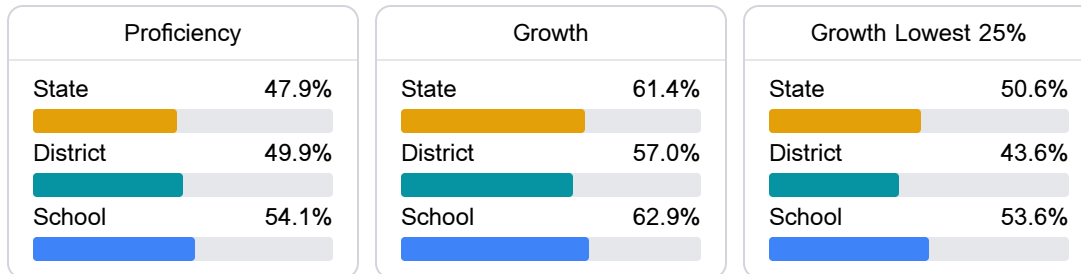 Proficiency
State 47.9%
District 49.9%
School 54.1%
Growth
State 61.4%
District 57.0%
School 62.9%
Growth Lowest 25%
State 50.6%
District 43.6%
School 53.6%